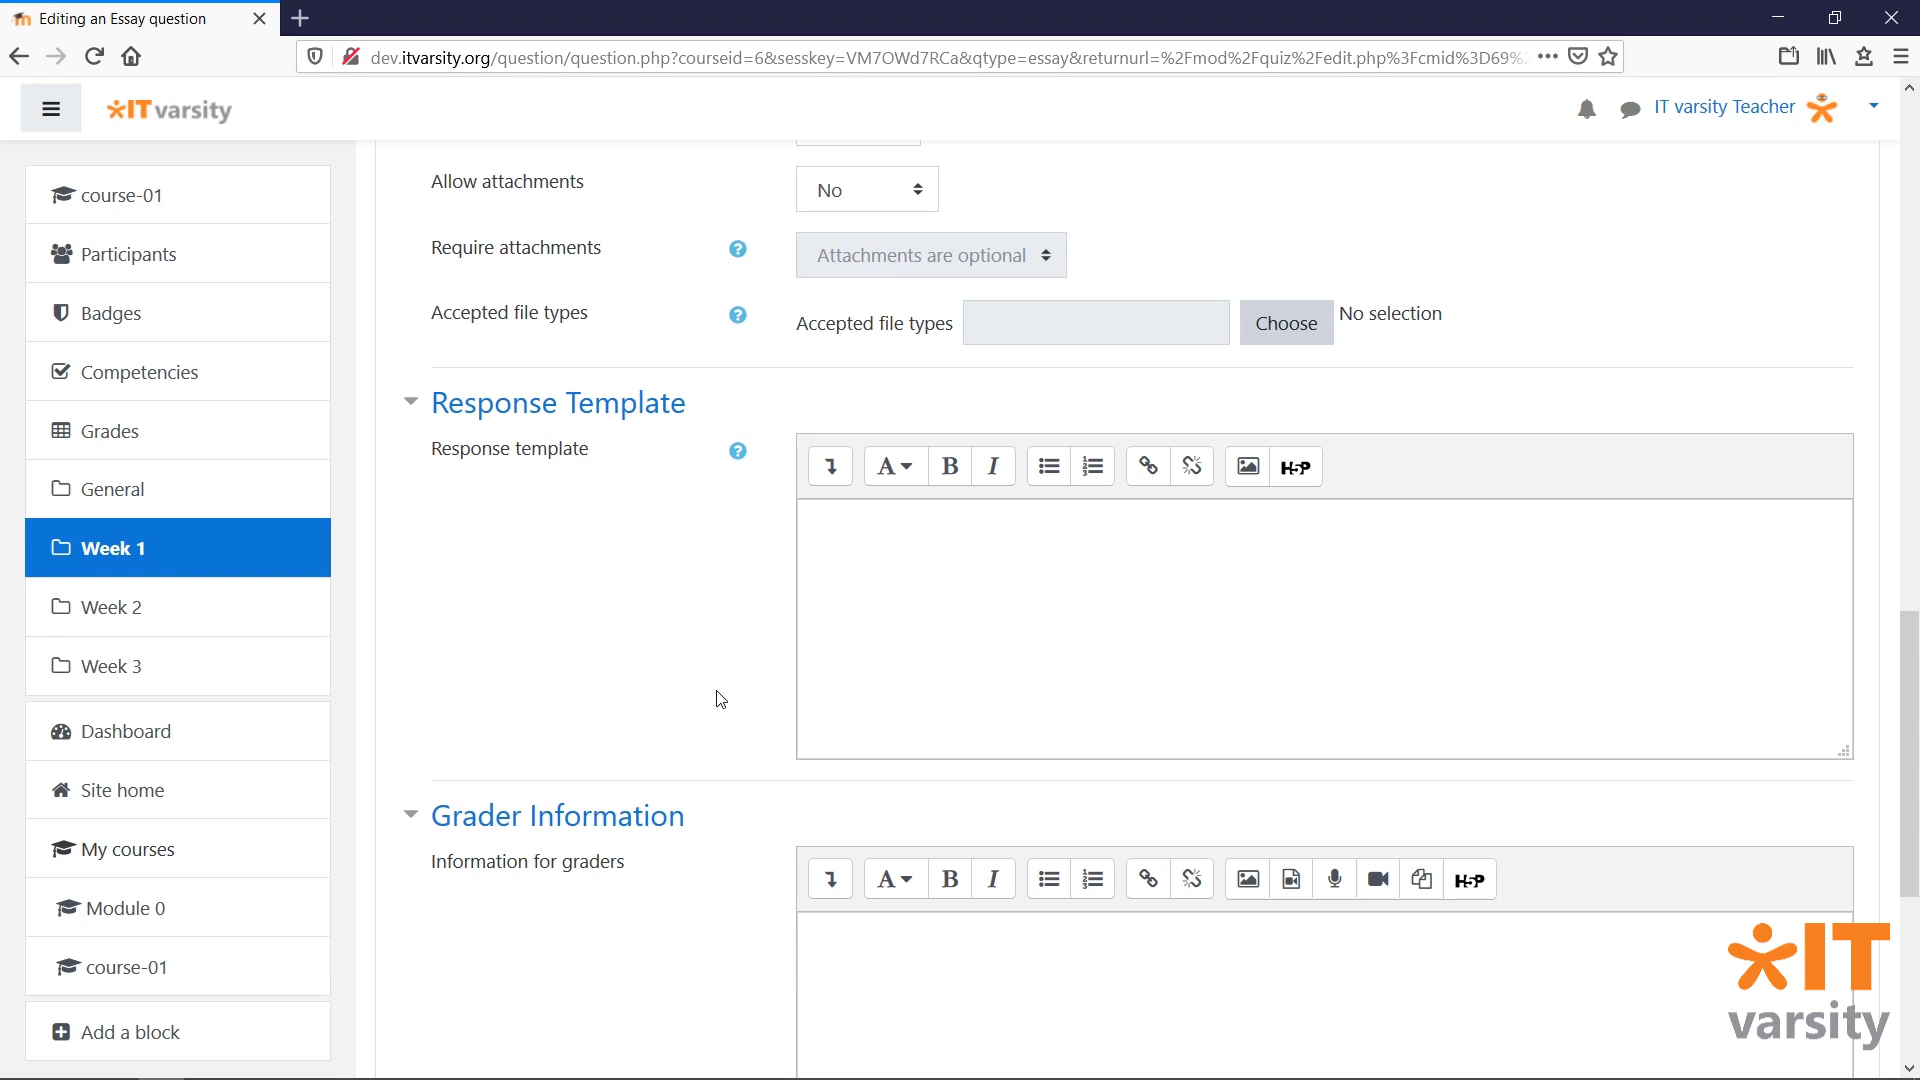 Editing an Essay question
dev.itvarsity.org/question/question.php?courseid=6&sesskey=VM7OWd7RCa&qtype=essay&returnurl=%2Fmod%2Fquiz%2Fedit.php%3Fcmid%3D69%2
IT varsity
IT varsity Teacher
course-01
Participants
Badges
Competencies
Grades
General
Week 1
Week 2
Week 3
Dashboard
Site home
My courses
Module 0
course-01
Add a block
Allow attachments
No
Require attachments
Attachments are optional
Accepted file types
Accepted file types
Choose
No selection
Response Template
Response template
A B I
H5P
Grader Information
Information for graders
A B I
H5P
IT
varsity